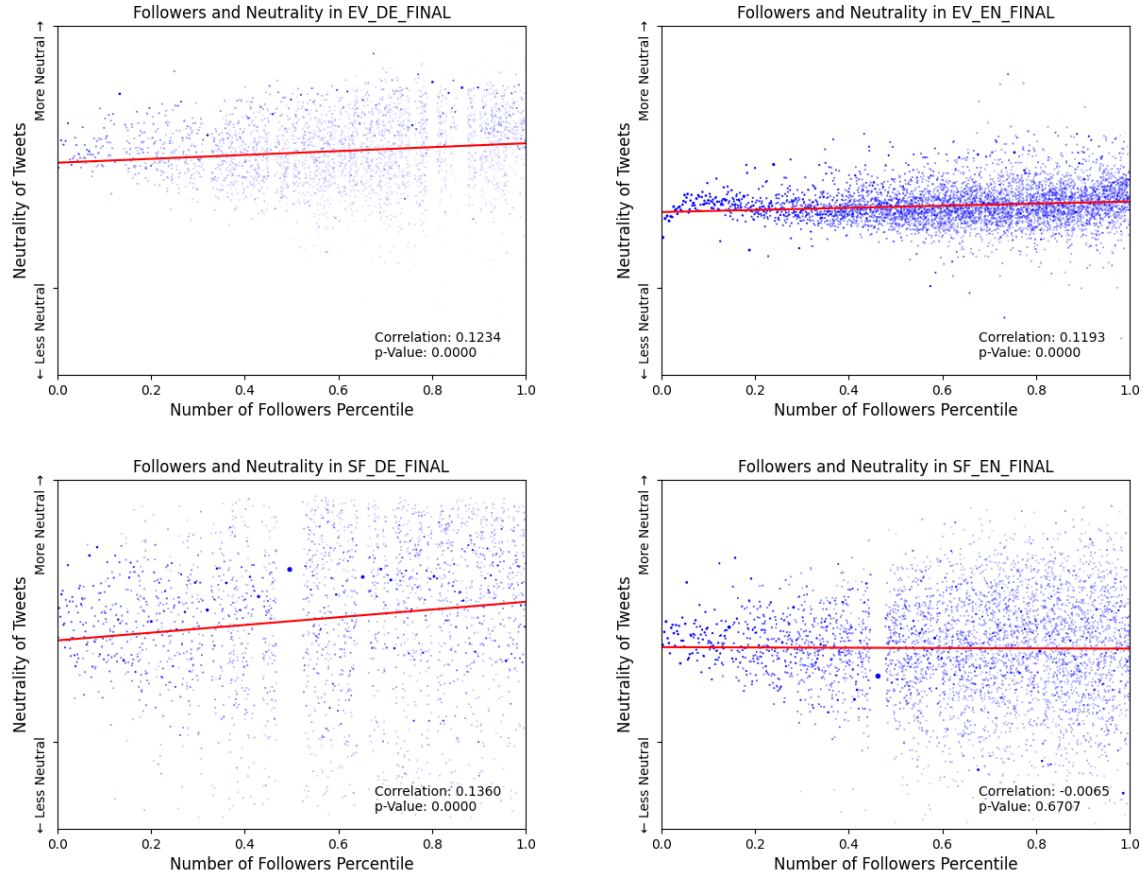 Followers and Neutrality in EV_DE_FINAL
Neutrality of Tweets
← Less Neutral
More Neutral →
Correlation: 0.1234
p-Value: 0.0000
0.0 0.2 0.4 0.6 0.8 1.0
Number of Followers Percentile
Followers and Neutrality in EV_EN_FINAL
Neutrality of Tweets
← Less Neutral
More Neutral →
Correlation: 0.1193
p-Value: 0.0000
0.0 0.2 0.4 0.6 0.8 1.0
Number of Followers Percentile
Followers and Neutrality in SF_DE_FINAL
Neutrality of Tweets
← Less Neutral
More Neutral →
Correlation: 0.1360
p-Value: 0.0000
0.0 0.2 0.4 0.6 0.8 1.0
Number of Followers Percentile
Followers and Neutrality in SF_EN_FINAL
Neutrality of Tweets
← Less Neutral
More Neutral →
Correlation: -0.0065
p-Value: 0.6707
0.0 0.2 0.4 0.6 0.8 1.0
Number of Followers Percentile